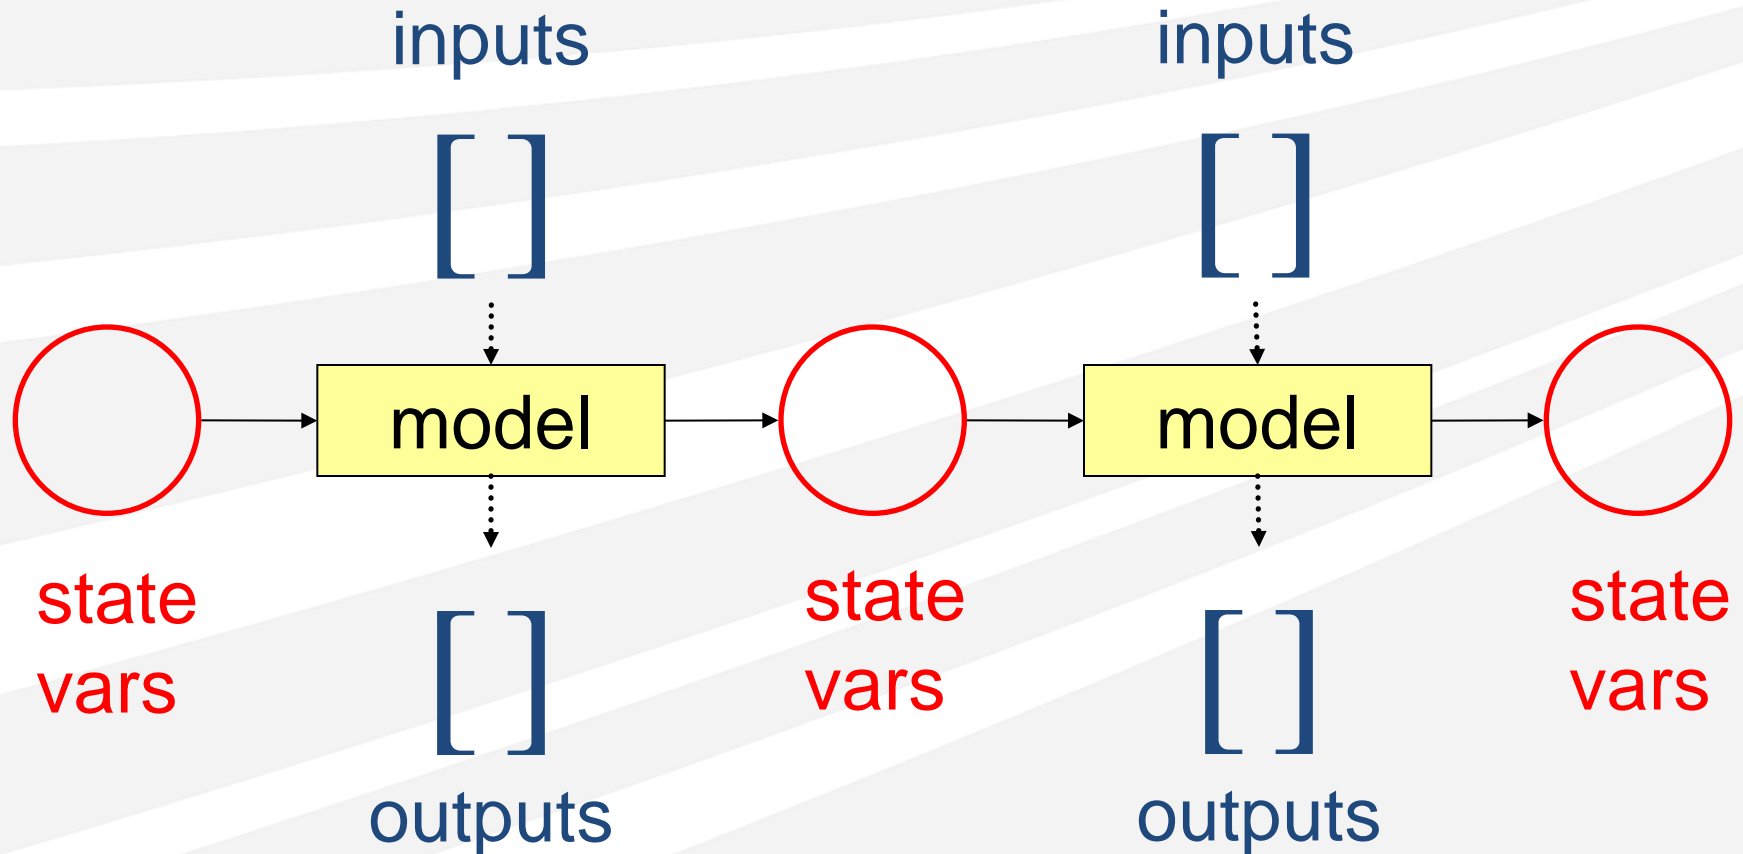 inputs
inputs
[ ]
[ ]
model
model
state
vars
state
vars
state
vars
[ ]
[ ]
outputs
outputs